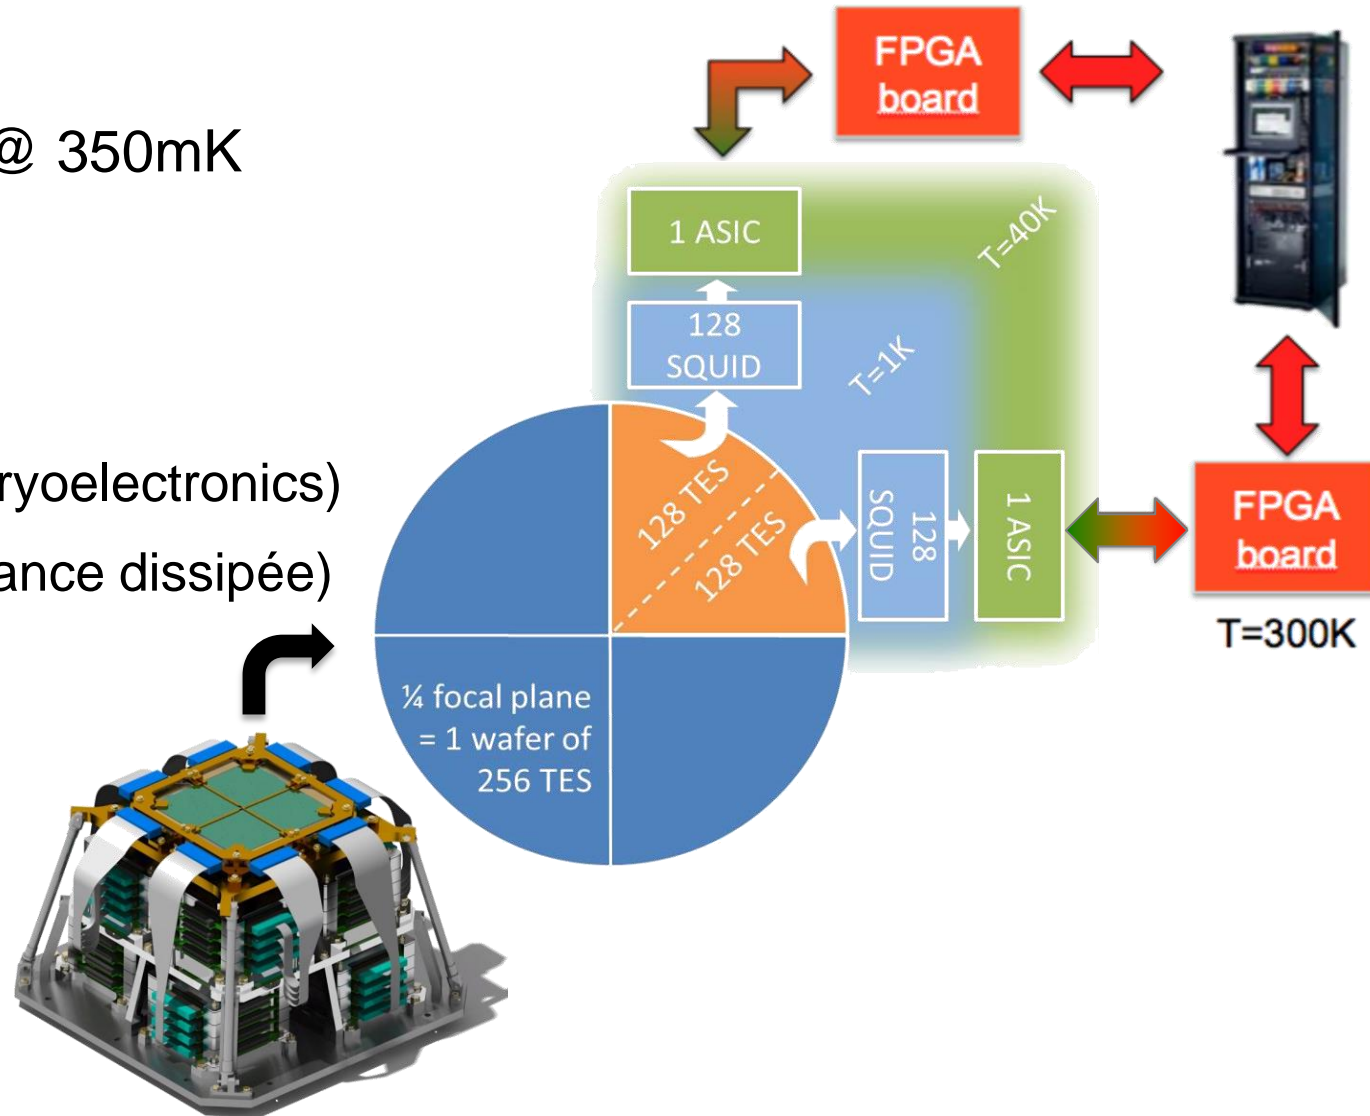 @ 350mK
ryoelectronics)
ance dissipée)
FPGA
board
1 ASIC
T=40K
128
SQUID
T=1K
128 TES
128 TES
128
SQUID
1 ASIC
FPGA
board
T=300K
¼ focal plane
= 1 wafer of
256 TES